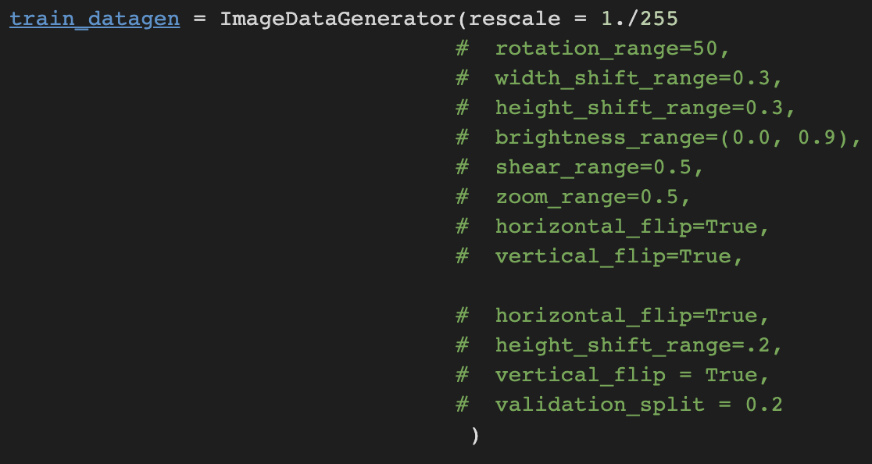 train_datagen = ImageDataGenerator(rescale = 1./255
#  rotation_range=50,
#  width_shift_range=0.3,
#  height_shift_range=0.3,
#  brightness_range=(0.0, 0.9),
#  shear_range=0.5,
#  zoom_range=0.5,
#  horizontal_flip=True,
#  vertical_flip=True,
#  horizontal_flip=True,
#  height_shift_range=.2,
#  vertical_flip = True,
#  validation_split = 0.2
)